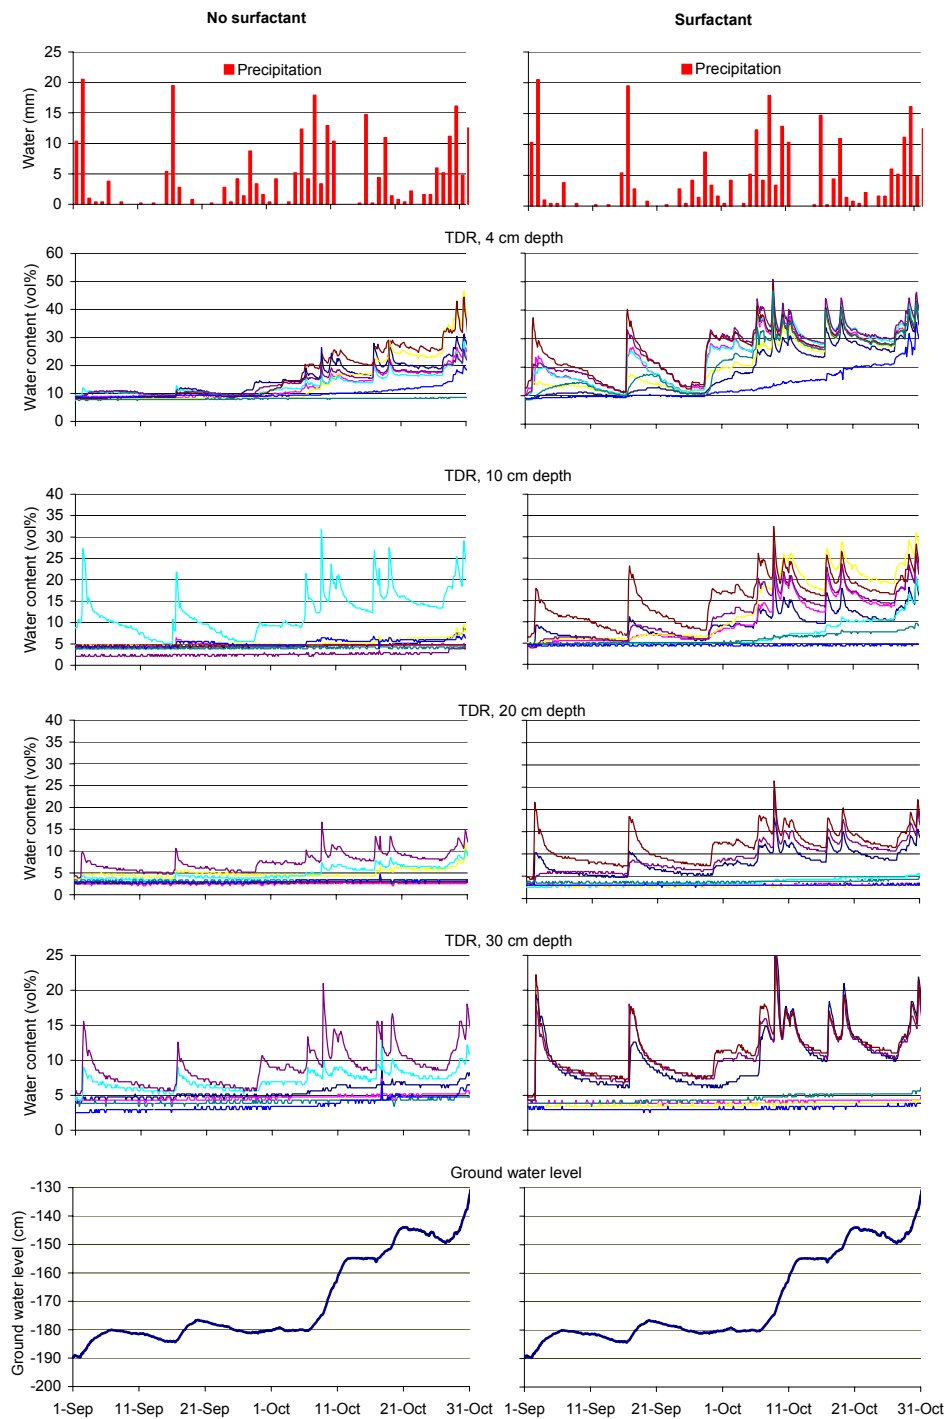 No surfactant
Surfactant
25
20
15
10
5
0
Water (mm)
Precipitation
Precipitation
TDR, 4 cm depth
60
50
40
30
20
10
0
Water content (vol%)
TDR, 10 cm depth
40
35
30
25
20
15
10
5
0
Water content (vol%)
TDR, 20 cm depth
40
35
30
25
20
15
10
5
0
Water content (vol%)
TDR, 30 cm depth
25
20
15
10
5
0
Water content (vol%)
Ground water level
-130
-140
-150
-160
-170
-180
-190
-200
Ground water level (cm)
1-Sep 11-Sep 21-Sep 1-Oct 11-Oct 21-Oct 31-Oct
1-Sep 11-Sep 21-Sep 1-Oct 11-Oct 21-Oct 31-Oct